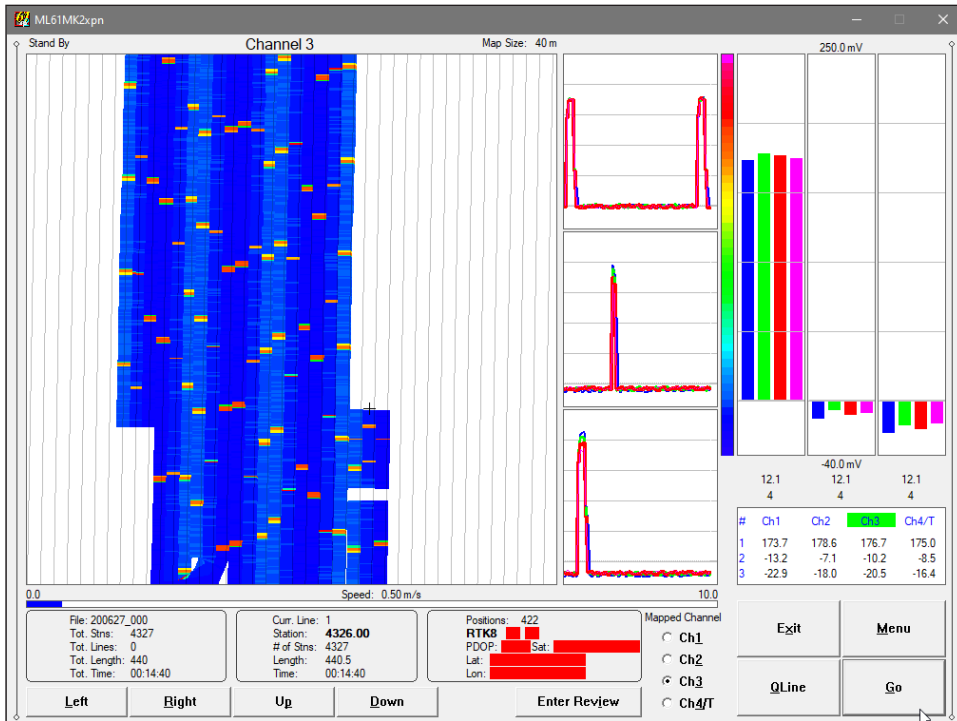 ML61MK2xpn
Stand By
Channel 3
Map Size: 40 m
250.0 mV
-40.0 mV
12.1 12.1 12.1
4 4 4
# Ch1 Ch2 Ch3 Ch4/T
1 173.7 178.6 176.7 175.0
2 -13.2 -7.1 -10.2 -8.5
3 -22.9 -18.0 -20.5 -16.4
0.0 Speed: 0.50 m/s 10.0
File: 200627_000
Tot. Stns: 4327
Tot. Lines: 0
Tot. Length: 440
Tot. Time: 00:14:40
Curr. Line: 1
Station: 4326.00
# of Stns: 4327
Length: 440.5
Time: 00:14:40
Positions: 422
RTK8
PDOP: Sat:
Lat:
Lon:
Mapped Channel
Ch1
Ch2
Ch3
Ch4/T
Exit
Menu
QLine
Go
Left
Right
Up
Down
Enter Review